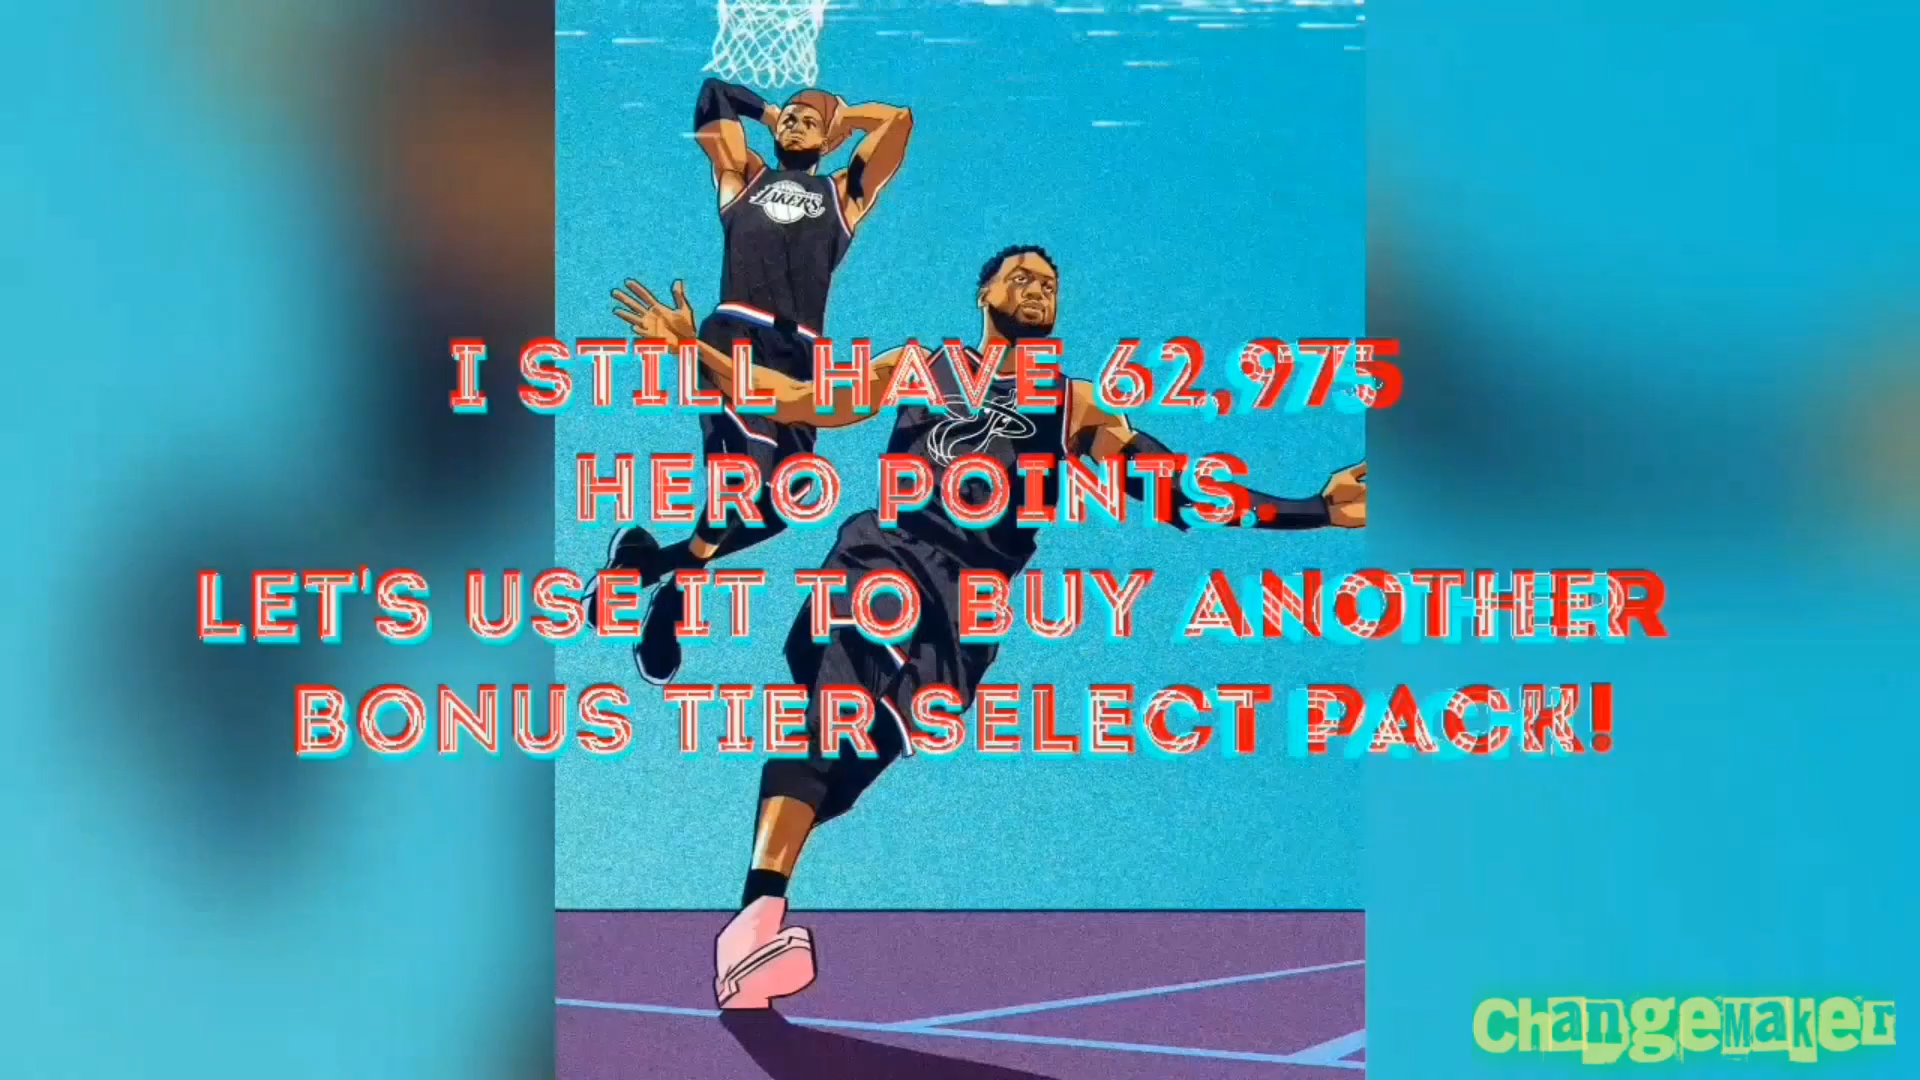 LAKERS
I STILL HAVE 62,975
HERO POINTS.
LET'S USE IT TO BUY ANOTHER
BONUS TIER SELECT PACK!
ChangeMaker